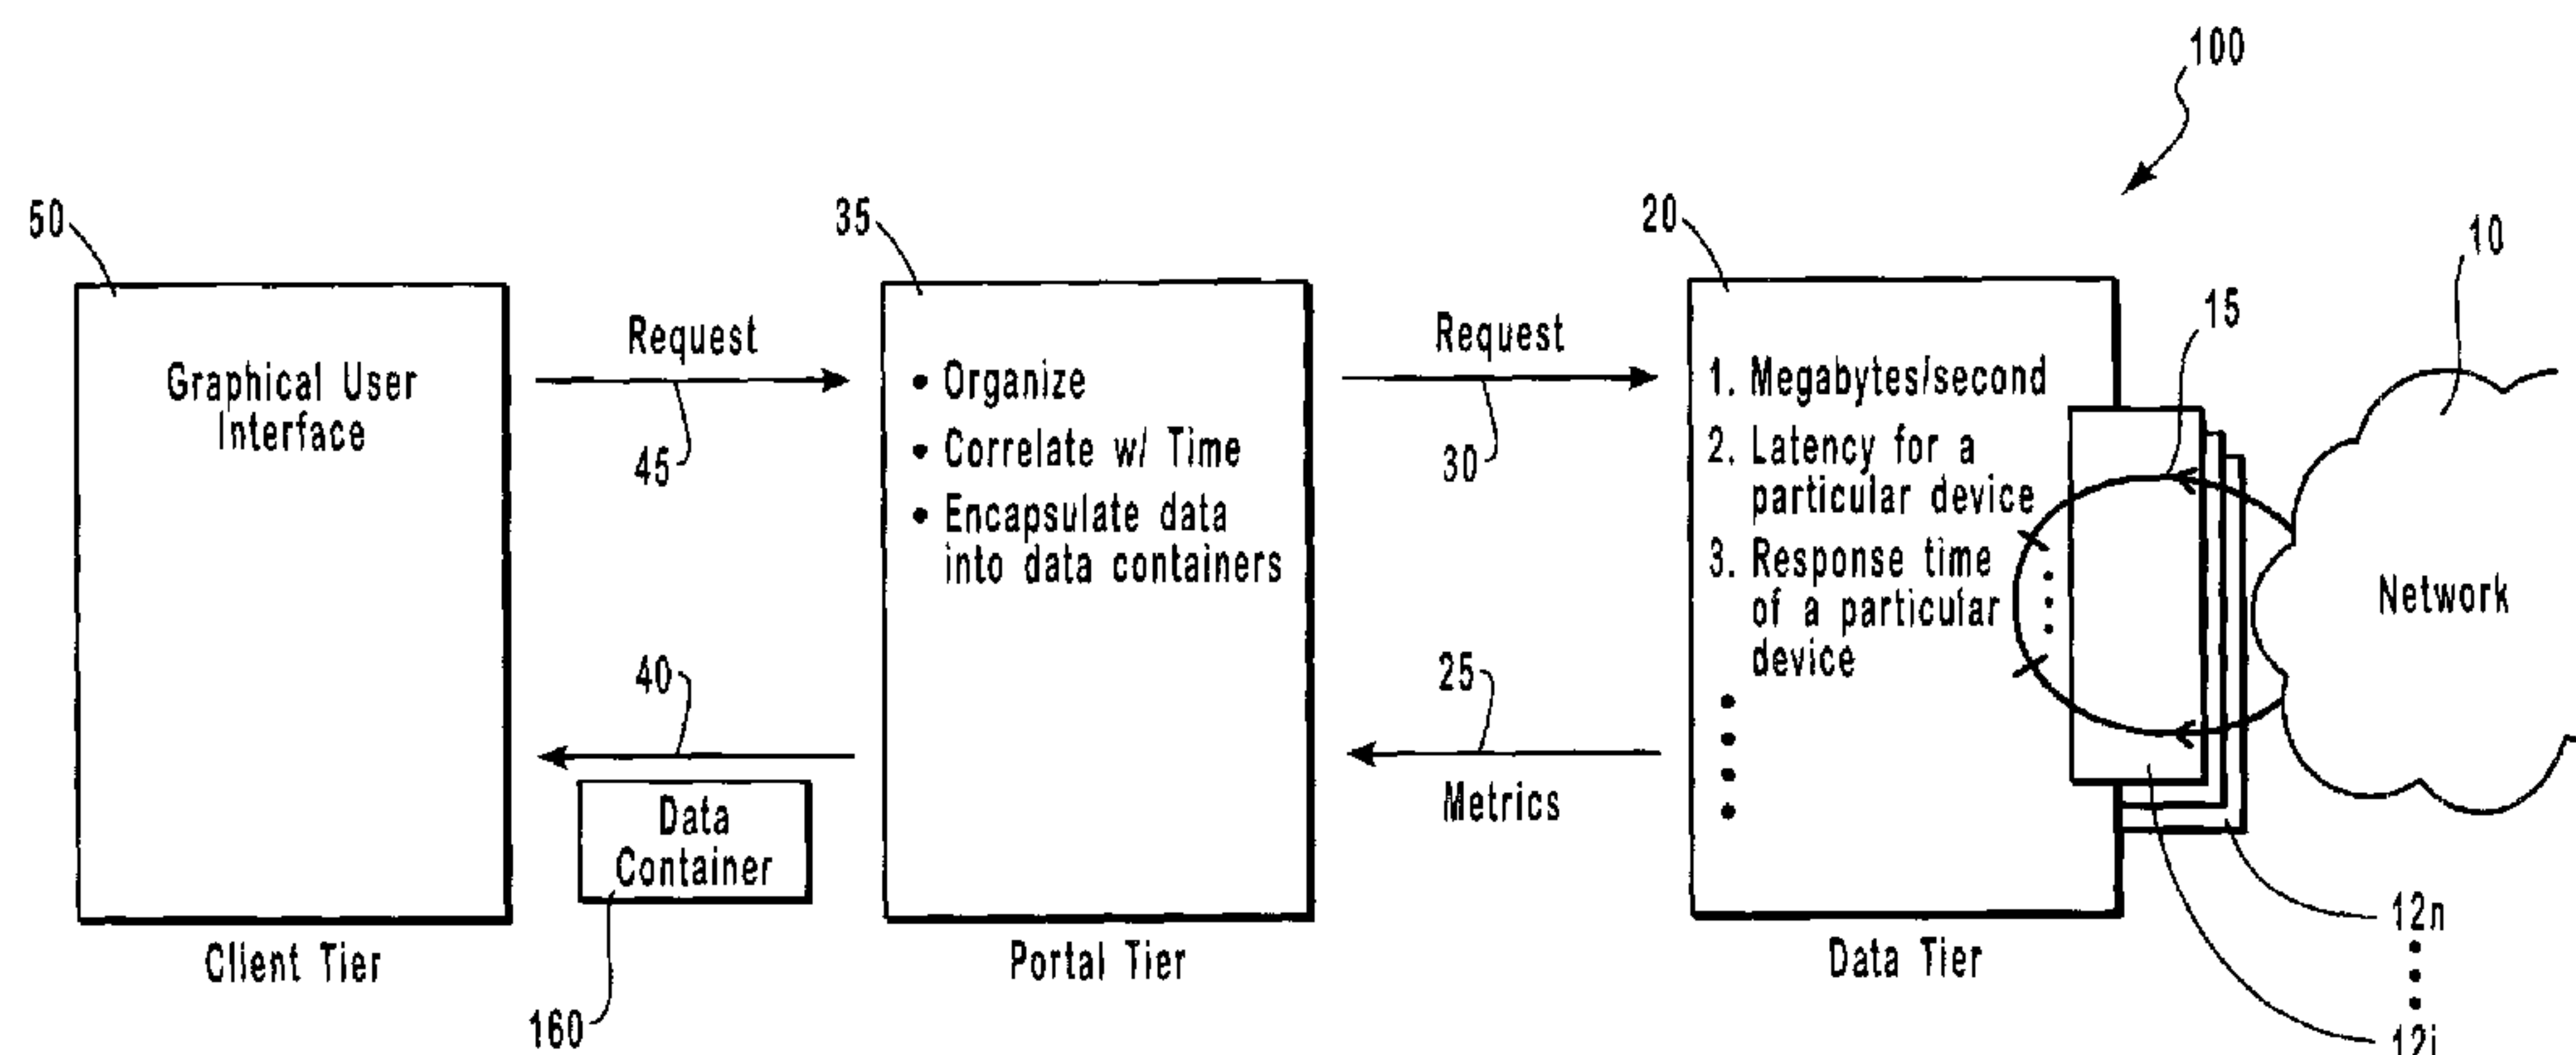 100
50
35
20
10
15
Graphical User
Interface
Request
45
• Organize
• Correlate w/ Time
• Encapsulate data
into data containers
Request
30
1. Megabytes/second
2. Latency for a
particular device
3. Response time
of a particular
device
Network
40
Data
Container
160
25
Metrics
12n
12i
Client Tier
Portal Tier
Data Tier